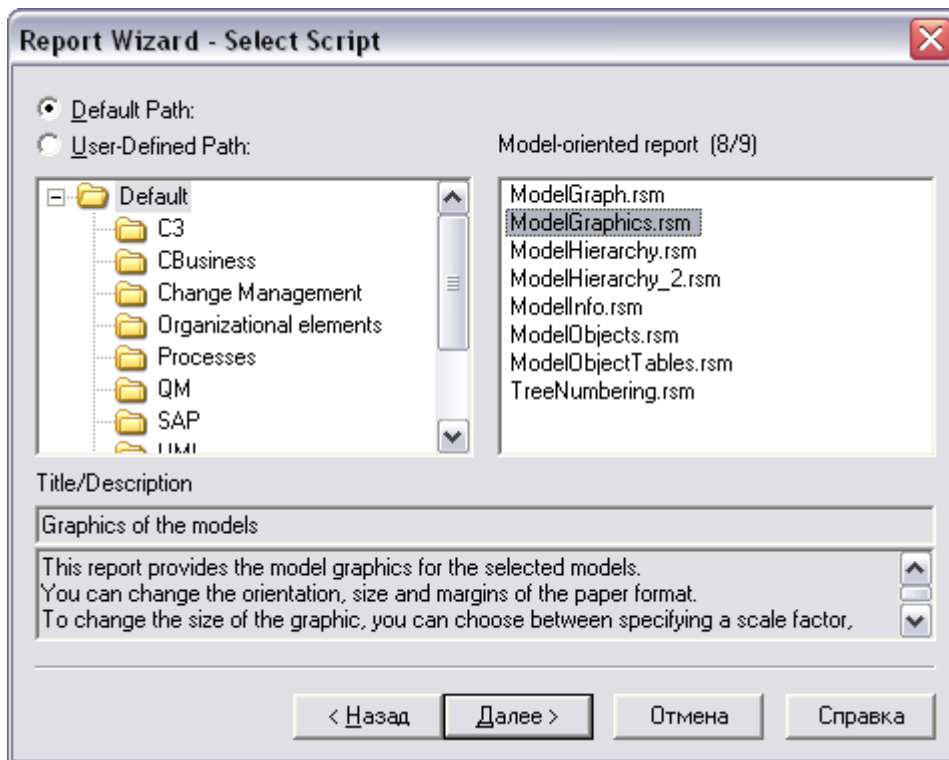 Report Wizard - Select Script
Default Path:
User-Defined Path:
Model-oriented report (8/9)
Default
C3
CBusiness
Change Management
Organizational elements
Processes
QM
SAP
UML
ModelGraph.rsm
ModelGraphics.rsm
ModelHierarchy.rsm
ModelHierarchy_2.rsm
ModelInfo.rsm
ModelObjects.rsm
ModelObjectTables.rsm
TreeNumbering.rsm
Title/Description
Graphics of the models
This report provides the model graphics for the selected models.
You can change the orientation, size and margins of the paper format.
To change the size of the graphic, you can choose between specifying a scale factor,
< Назад
Далее >
Отмена
Справка